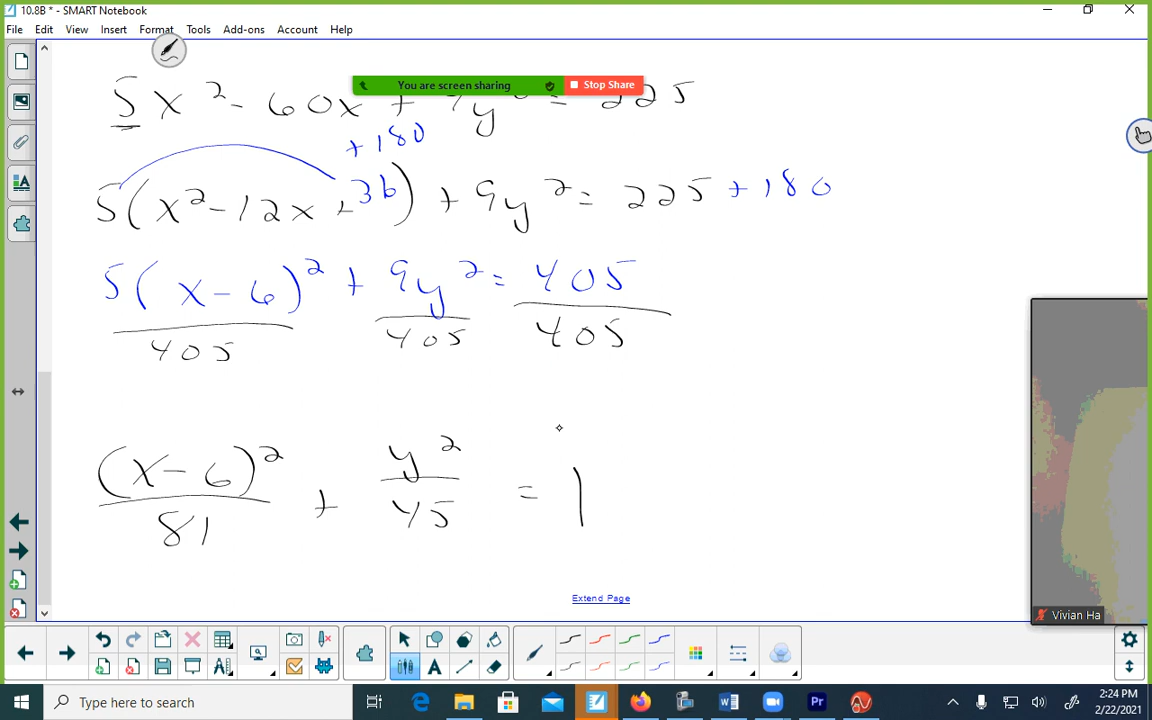 10.8B * - SMART Notebook
File Edit View Insert Format Tools Add-ons Account Help
You are screen sharing Stop Share
5x² - 60x + 9y² = 225
+180
5(x² - 12x + 36) + 9y² = 225 + 180
5(x - 6)² + 9y² = 405
405 405 405
(x - 6)² y²
+ = 1
81 45
Extend Page
Vivian Ha
Type here to search
2:24 PM
2/22/2021